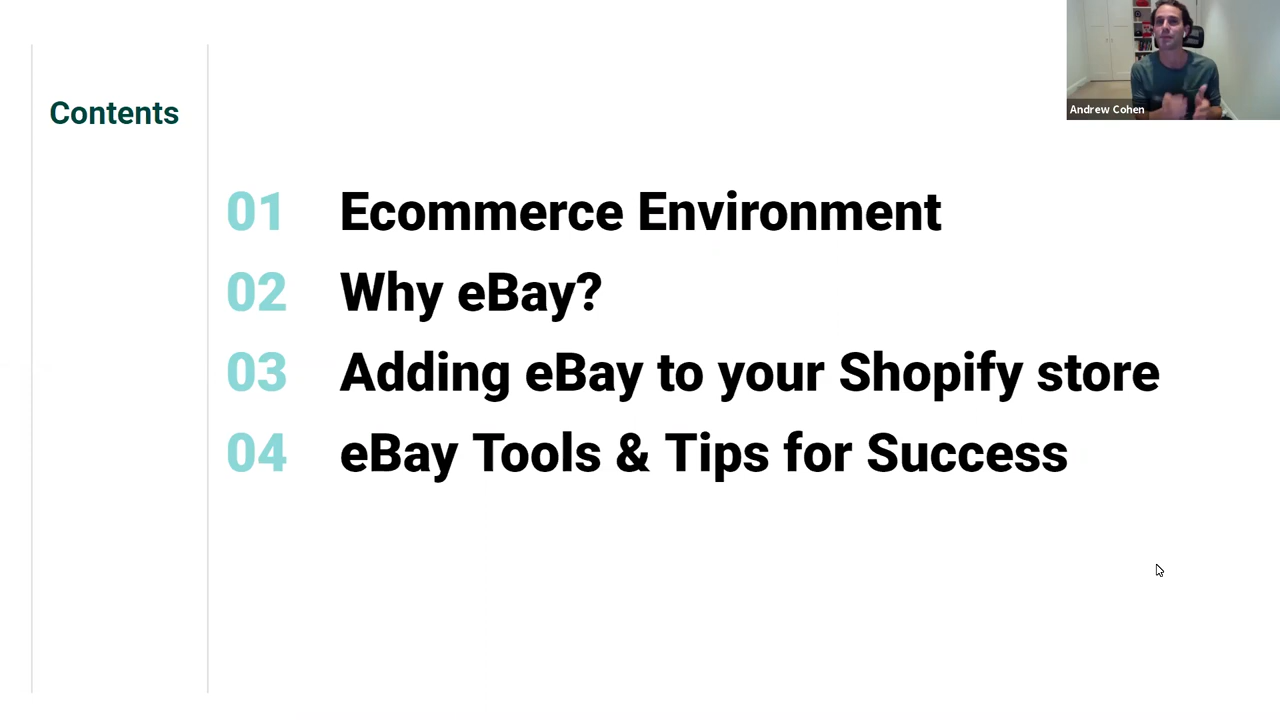 Contents
Andrew Cohen
01 Ecommerce Environment
02 Why eBay?
03 Adding eBay to your Shopify store
04 eBay Tools & Tips for Success